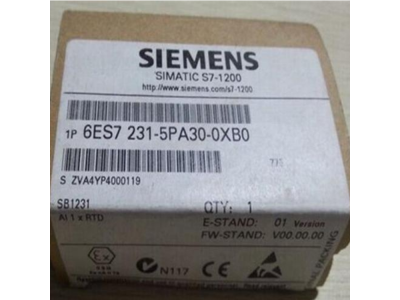 SIEMENS
SIMATIC S7-1200
http://www.siemens.com/s7-1200
1P 6ES7 231-5PA30-0XB0
S ZVA4YP4000119
SB1231
AI 1 x RTD
QTY: 1
E-STAND: 01 Version
FW-STAND: V00.00.00
Ex
N117